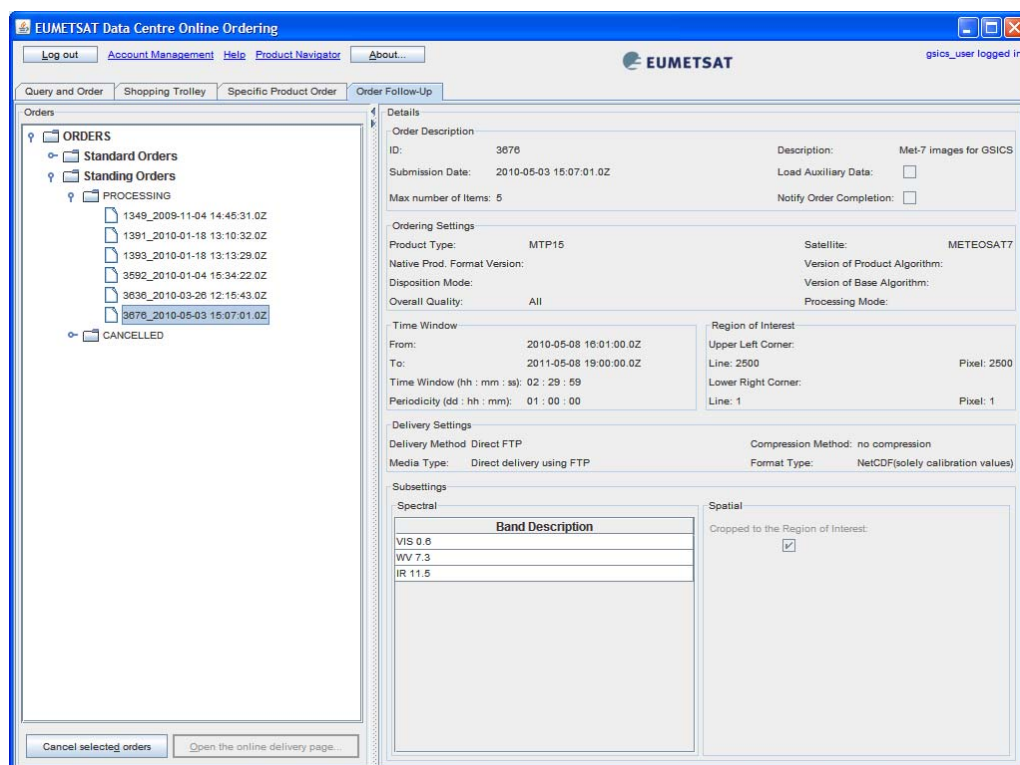 EUMETSAT Data Centre Online Ordering
Log out Account Management Help Product Navigator About...
EUMETSAT
gsics_user logged in
Query and Order Shopping Trolley Specific Product Order Order Follow-Up
Orders
ORDERS
Standard Orders
Standing Orders
PROCESSING
1349_2009-11-04 14:45:31.0Z
1391_2010-01-18 13:10:32.0Z
1393_2010-01-18 13:13:29.0Z
3592_2010-01-04 15:34:22.0Z
3636_2010-03-26 12:15:43.0Z
3676_2010-05-03 15:07:01.0Z
CANCELLED
Cancel selected orders Open the online delivery page...
Details
Order Description
ID: 3676 Description: Met-7 images for GSICS
Submission Date: 2010-05-03 15:07:01.0Z Load Auxiliary Data:
Max number of Items: 5 Notify Order Completion:
Ordering Settings
Product Type: MTP15 Satellite: METEOSAT7
Native Prod. Format Version: Version of Product Algorithm:
Disposition Mode: Version of Base Algorithm:
Overall Quality: All Processing Mode:
Time Window
From: 2010-05-08 16:01:00.0Z
To: 2011-05-08 19:00:00.0Z
Time Window (hh : mm : ss): 02 : 29 : 59
Periodicity (dd : hh : mm): 01 : 00 : 00
Region of Interest
Upper Left Corner:
Line: 2500 Pixel: 2500
Lower Right Corner:
Line: 1 Pixel: 1
Delivery Settings
Delivery Method Direct FTP Compression Method: no compression
Media Type: Direct delivery using FTP Format Type: NetCDF(solely calibration values)
Subsettings
Spectral
Band Description
VIS 0.6
WV 7.3
IR 11.5
Spatial
Cropped to the Region of Interest: